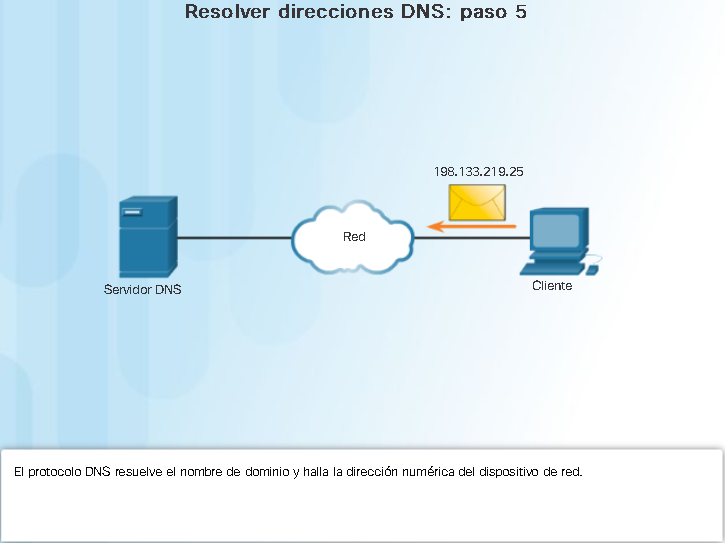 Resolver direcciones DNS: paso 5
198.133.219.25
Red
Servidor DNS
Cliente
El protocolo DNS resuelve el nombre de dominio y halla la dirección numérica del dispositivo de red.